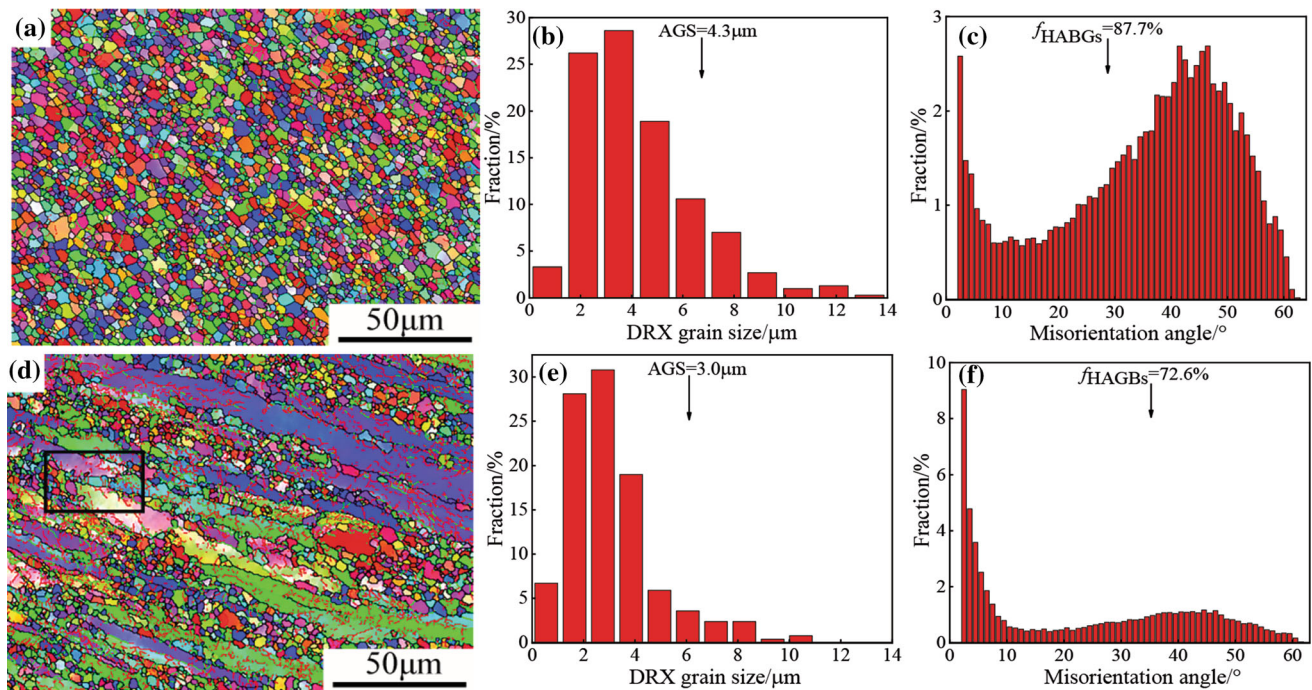 (a)
50μm
(b)
AGS=4.3μm
30
25
20
15
10
5
0
Fraction/%
2 4 6 8 10 12 14
DRX grain size/μm
(c)
fHABGs=87.7%
3
2
1
0
Fraction/%
0 10 20 30 40 50 60
Misorientation angle/°
(d)
50μm
(e)
AGS=3.0μm
30
25
20
15
10
5
0
Fraction/%
0 2 4 6 8 10 12 14
DRX grain size/μm
(f)
fHAGBs=72.6%
10
8
6
4
2
0
Fraction/%
0 10 20 30 40 50 60
Misorientation angle/°